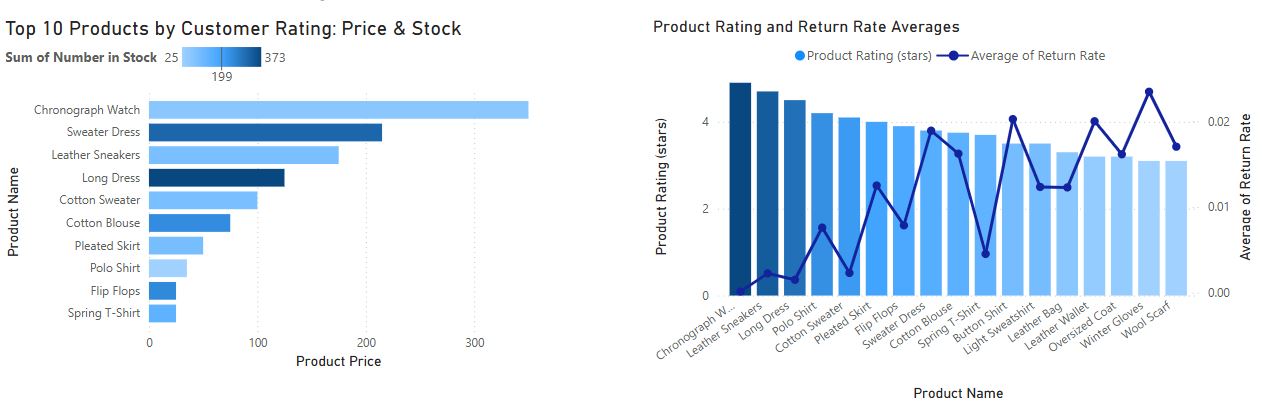 Top 10 Products by Customer Rating: Price & Stock
Sum of Number in Stock 25 373
199
Product Name
Chronograph Watch
Sweater Dress
Leather Sneakers
Long Dress
Cotton Sweater
Cotton Blouse
Pleated Skirt
Polo Shirt
Flip Flops
Spring T-Shirt
0 100 200 300
Product Price
Product Rating and Return Rate Averages
Product Rating (stars) Average of Return Rate
Product Rating (stars)
4
2
0
0.02
0.01
0.00
Average of Return Rate
Chronograph W...
Leather Sneakers
Long Dress
Polo Shirt
Cotton Sweater
Pleated Skirt
Flip Flops
Sweater Dress
Cotton Blouse
Spring T-Shirt
Button Shirt
Light Sweatshirt
Leather Bag
Leather Wallet
Oversized Coat
Winter Gloves
Wool Scarf
Product Name